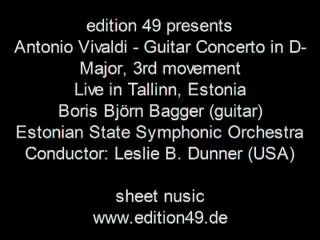 edition 49 presents
Antonio Vivaldi - Guitar Concerto in D-
Major, 3rd movement
Live in Tallinn, Estonia
Boris Björn Bagger (guitar)
Estonian State Symphonic Orchestra
Conductor: Leslie B. Dunner (USA)
sheet nusic
www.edition49.de